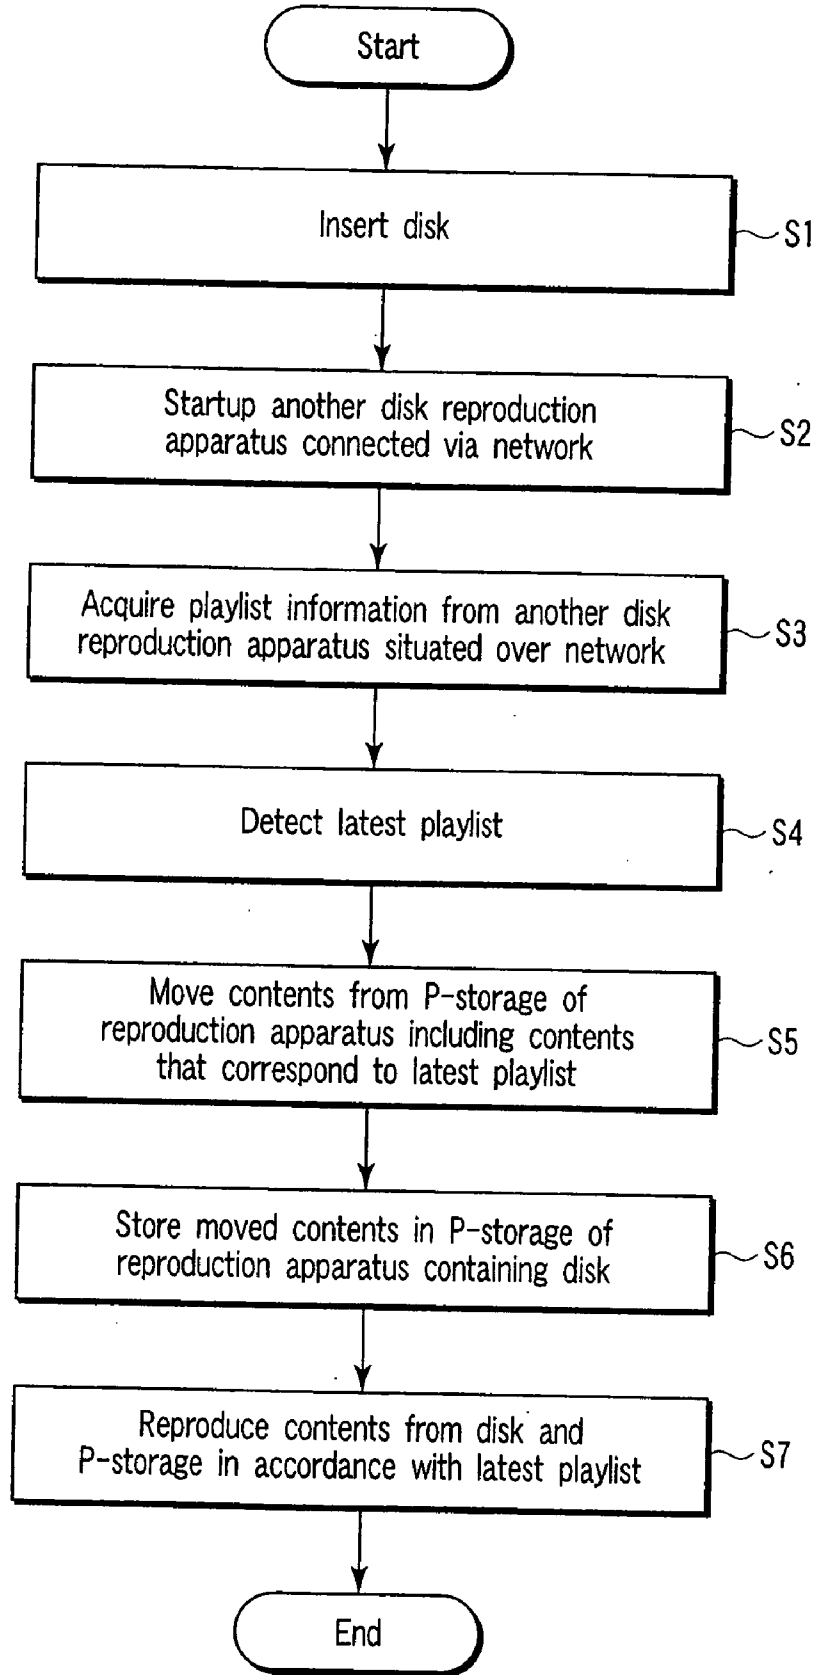 Start
Insert disk
S1
Startup another disk reproduction
apparatus connected via network
S2
Acquire playlist information from another disk
reproduction apparatus situated over network
S3
Detect latest playlist
S4
Move contents from P-storage of
reproduction apparatus including contents
that correspond to latest playlist
S5
Store moved contents in P-storage of
reproduction apparatus containing disk
S6
Reproduce contents from disk and
P-storage in accordance with latest playlist
S7
End